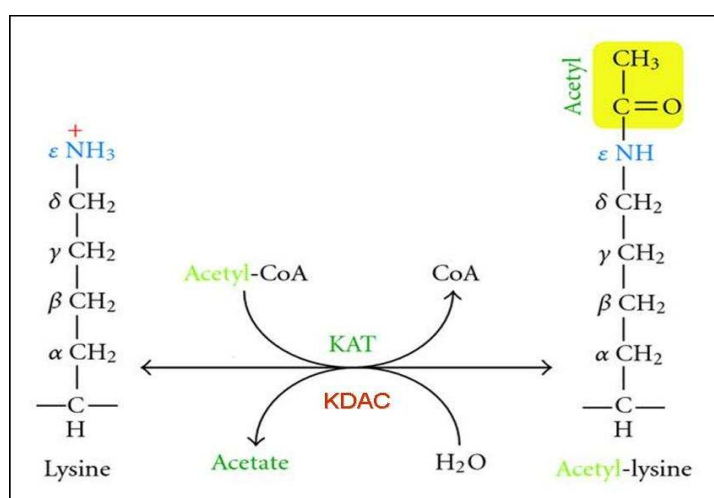 CH3
Acetyl
C=O
+
ε NH3
ε NH
δ CH2
δ CH2
γ CH2
γ CH2
Acetyl-CoA
CoA
β CH2
β CH2
KAT
α CH2
α CH2
KDAC
—C—
—C—
H
H
Lysine
Acetate
H2O
Acetyl-lysine